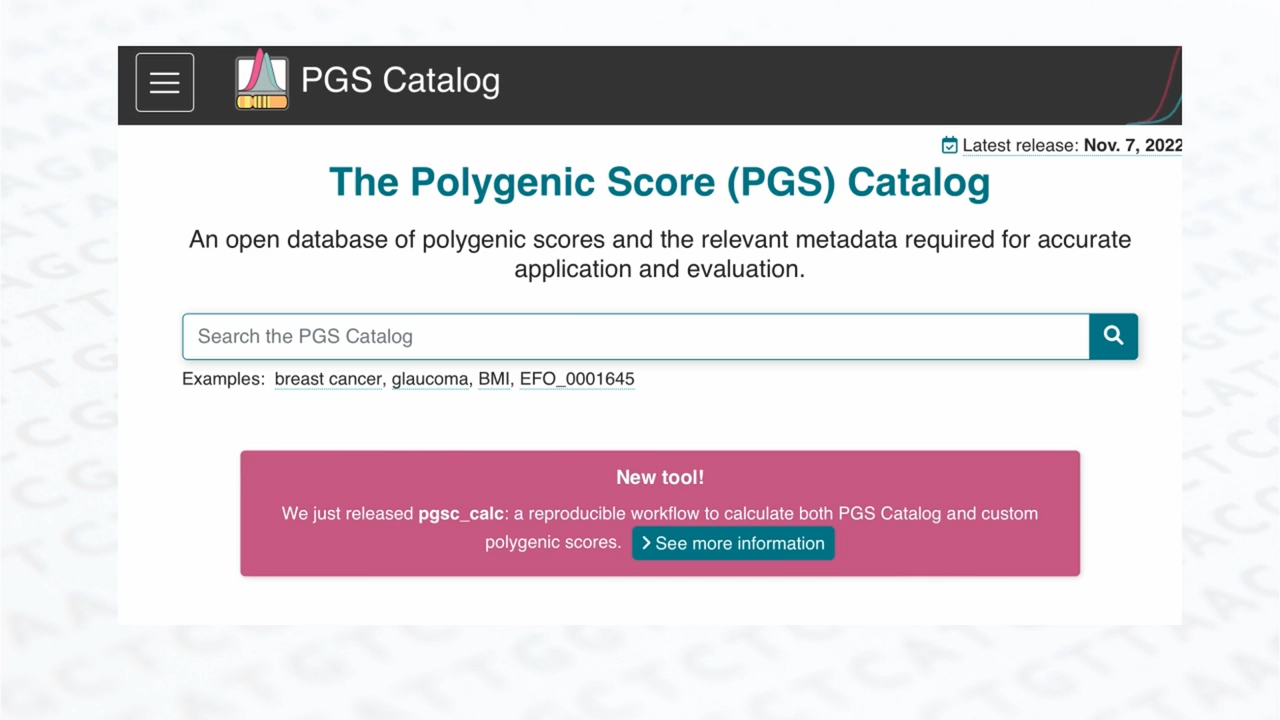 PGS Catalog
Latest release: Nov. 7, 2022
The Polygenic Score (PGS) Catalog
An open database of polygenic scores and the relevant metadata required for accurate
application and evaluation.
Search the PGS Catalog
Examples: breast cancer, glaucoma, BMI, EFO_0001645
New tool!
We just released pgsc_calc: a reproducible workflow to calculate both PGS Catalog and custom
polygenic scores. See more information